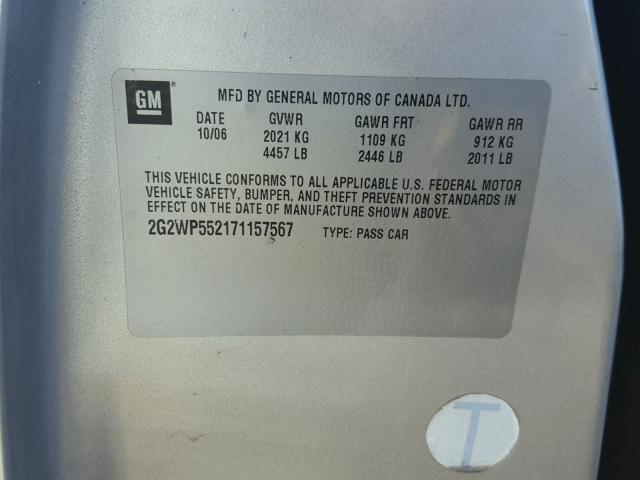 GM
MFD BY GENERAL MOTORS OF CANADA LTD.
DATE GVWR GAWR FRT GAWR RR
10/06 2021 KG 1109 KG 912 KG
4457 LB 2446 LB 2011 LB
THIS VEHICLE CONFORMS TO ALL APPLICABLE U.S. FEDERAL MOTOR
VEHICLE SAFETY, BUMPER, AND THEFT PREVENTION STANDARDS IN
EFFECT ON THE DATE OF MANUFACTURE SHOWN ABOVE.
2G2WP552171157567 TYPE: PASS CAR
T